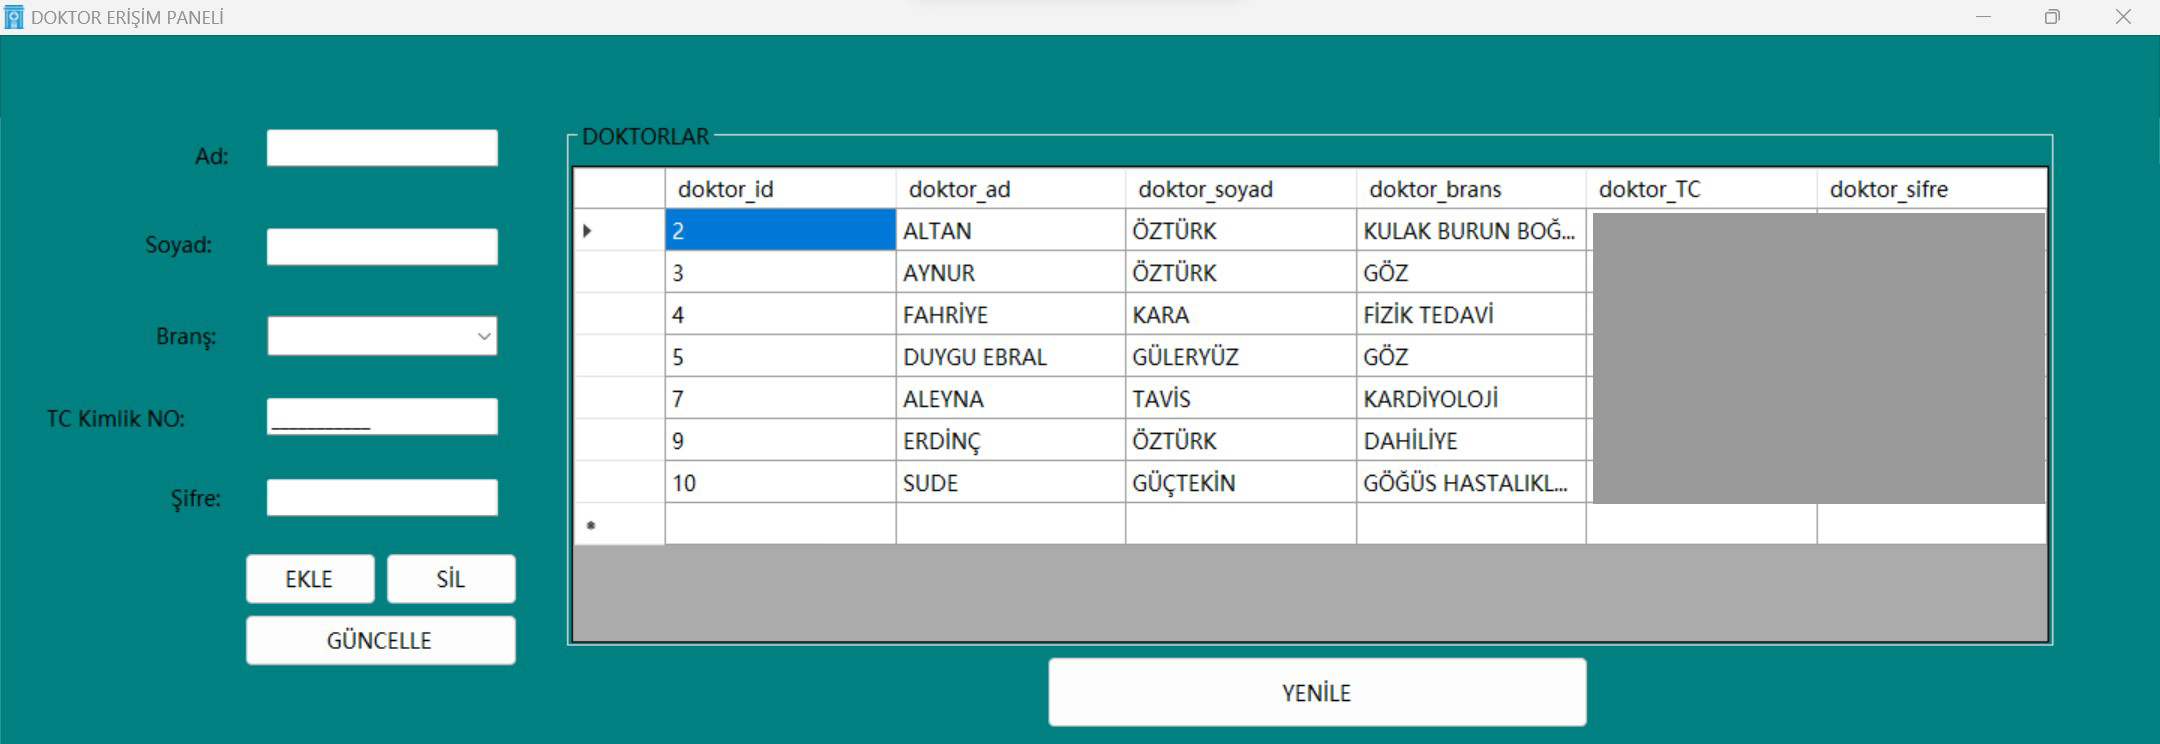 DOKTOR ERİŞİM PANELİ
Ad:
Soyad:
Branş:
TC Kimlik NO:
___________
Şifre:
EKLE SİL
GÜNCELLE
DOKTORLAR
doktor_id doktor_ad doktor_soyad doktor_brans doktor_TC doktor_sifre
2 ALTAN ÖZTÜRK KULAK BURUN BOĞ...
3 AYNUR ÖZTÜRK GÖZ
4 FAHRİYE KARA FİZİK TEDAVİ
5 DUYGU EBRAL GÜLERYÜZ GÖZ
7 ALEYNA TAVİS KARDİYOLOJİ
9 ERDİNÇ ÖZTÜRK DAHİLİYE
10 SUDE GÜÇTEKİN GÖĞÜS HASTALIKL...
YENİLE